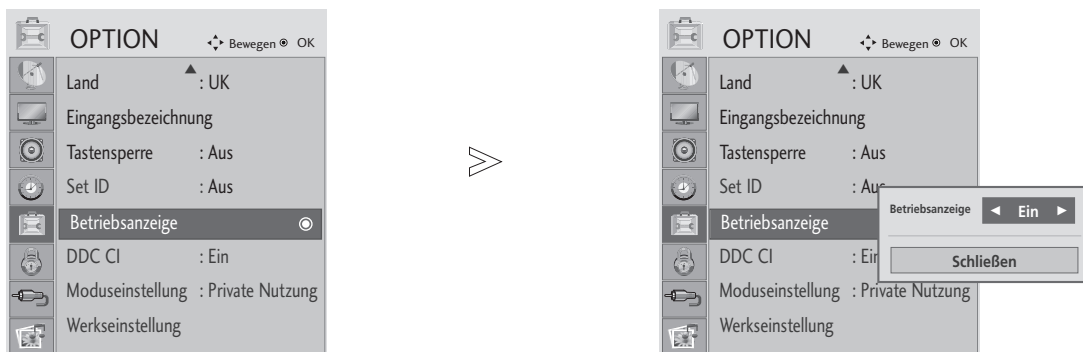 OPTION Bewegen OK
Land : UK
Eingangsbezeichnung
Tastensperre : Aus
Set ID : Aus
Betriebsanzeige
DDC CI : Ein
Moduseinstellung : Private Nutzung
Werkseinstellung
OPTION Bewegen OK
Land : UK
Eingangsbezeichnung
Tastensperre : Aus
Set ID : Aus
Betriebsanzeige
DDC CI : Ein
Moduseinstellung : Private Nutzung
Werkseinstellung
Betriebsanzeige ◄ Ein ►
Schließen